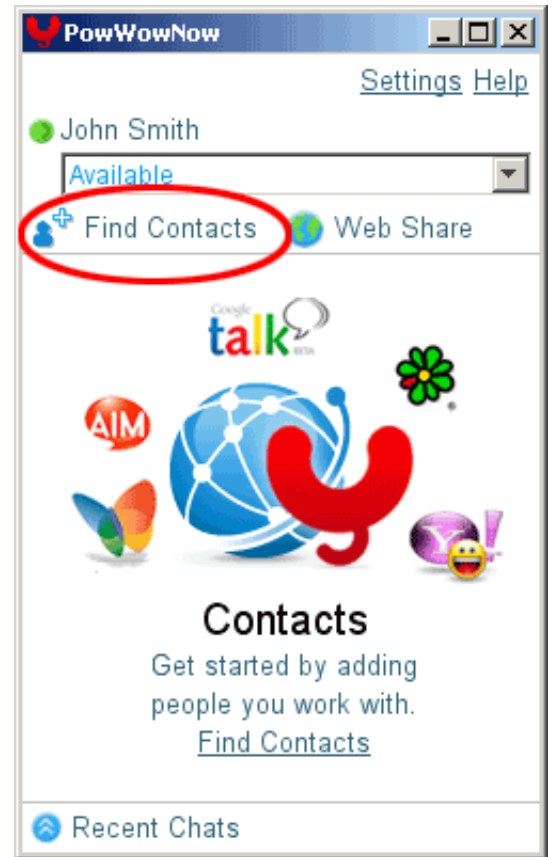 PowWowNow
Settings Help
John Smith
Available
Find Contacts Web Share
Google
talk
BETA
AIM
Y!
Contacts
Get started by adding
people you work with.
Find Contacts
Recent Chats